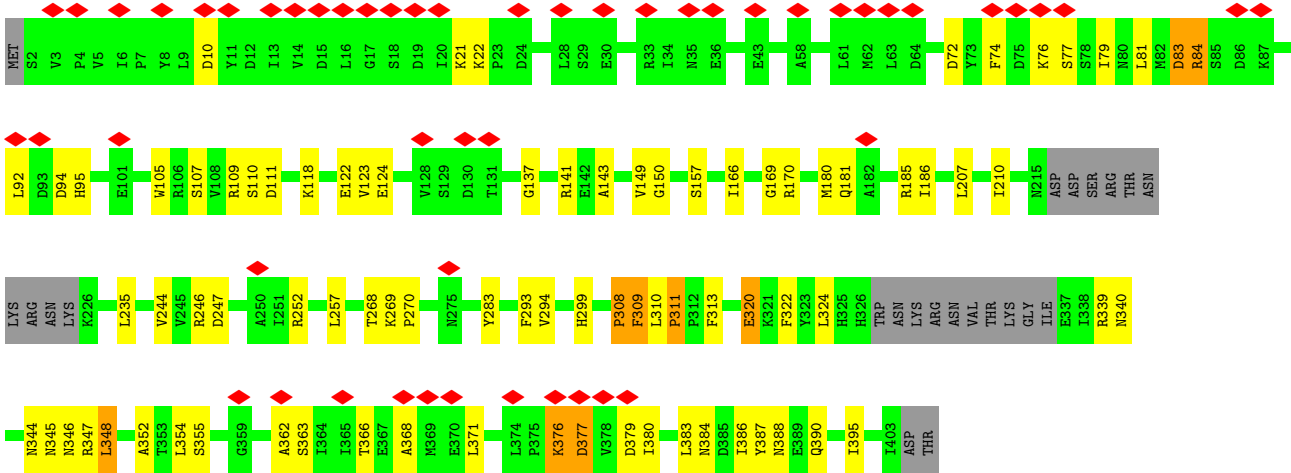 MET S2 V3 P4 V5 I6 P7 Y8 L9 D10 Y11 D12 I13 V14 D15 L16 G17 S18 D19 I20 K21 K22 P23 D24 L28 S29 E30 R33 I34 N35 E36 E43 A58 L61 M62 L63 D64 D72 Y73 F74 D75 K76 S77 S78 I79 N80 L81 M82 D83 R84 S85 D86 K87
L92 D93 D94 H95 E101 W105 R106 S107 V108 R109 S110 D111 K118 E122 V123 E124 V128 S129 D130 T131 G137 R141 E142 A143 V149 G150 S157 I166 G169 R170 M180 Q181 A182 R185 I186 L207 I210 N215 ASP ASP SER ARG THR ASN
LYS ARG ASN LYS K226 L235 V244 V245 R246 D247 A250 I251 R252 L257 T268 K269 P270 N275 Y283 F293 V294 H299 P308 F309 L310 P311 P312 F313 E320 K321 F322 Y323 L324 H325 H326 TRP ASN LYS ARG ASN VAL THR LYS GLY ILE E337 I338 R339 N340
N344 N345 N346 R347 L348 A352 T353 L354 S355 G359 A362 S363 I364 I365 T366 E367 A368 M369 E370 L371 L374 P375 K376 D377 V378 D379 I380 L383 N384 D385 I386 Y387 N388 E389 Q390 I395 I403 ASP THR